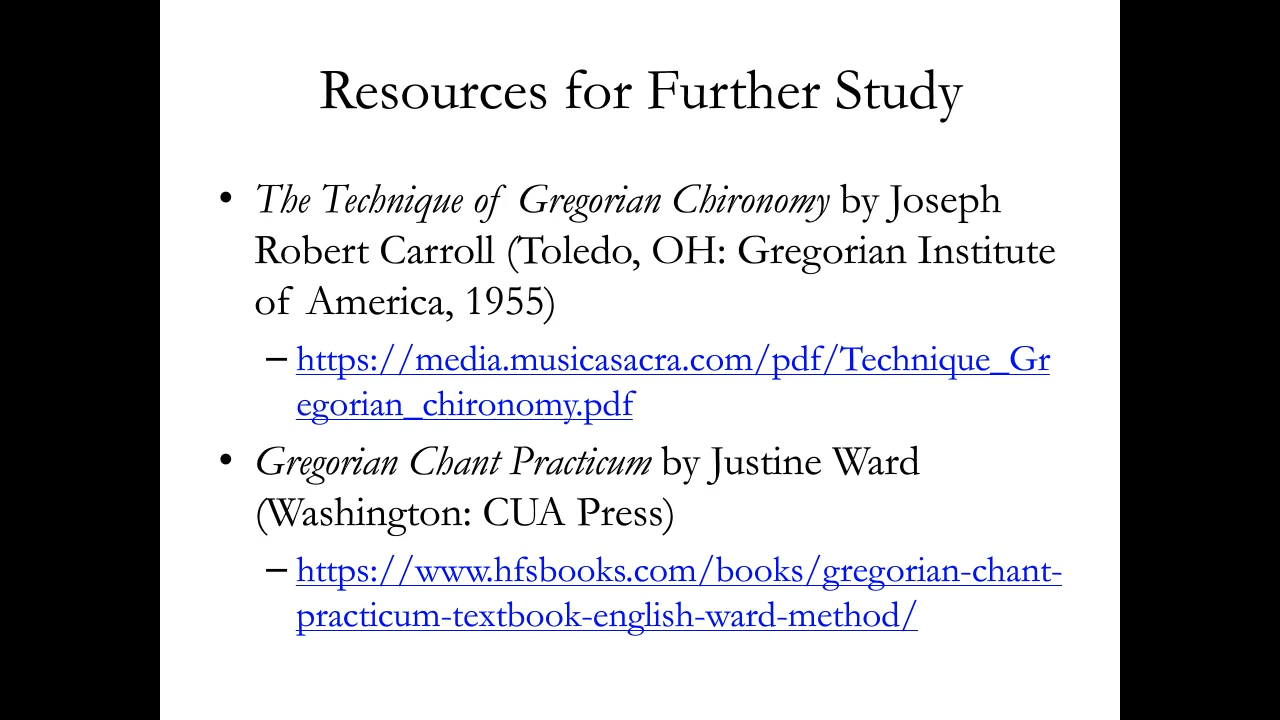 Resources for Further Study
• The Technique of Gregorian Chironomy by Joseph
Robert Carroll (Toledo, OH: Gregorian Institute
of America, 1955)
– https://media.musicasacra.com/pdf/Technique_Gr
egorian_chironomy.pdf
• Gregorian Chant Practicum by Justine Ward
(Washington: CUA Press)
– https://www.hfsbooks.com/books/gregorian-chant-
practicum-textbook-english-ward-method/